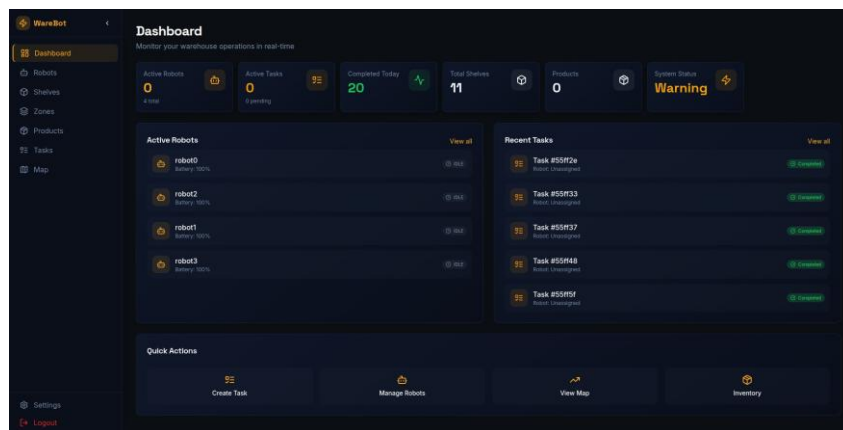 WareBot
Dashboard
Robots
Shelves
Zones
Products
Tasks
Map
Settings
Logout
Dashboard
Monitor your warehouse operations in real-time
Active Robots
0
4 total
Active Tasks
0
0 pending
Completed Today
20
Total Shelves
11
Products
0
System Status
Warning
Active Robots
View all
robot0
Battery: 100%
Idle
robot2
Battery: 100%
Idle
robot1
Battery: 100%
Idle
robot3
Battery: 100%
Idle
Recent Tasks
View all
Task #55ff2e
Robot: Unassigned
Completed
Task #55ff33
Robot: Unassigned
Completed
Task #55ff37
Robot: Unassigned
Completed
Task #55ff48
Robot: Unassigned
Completed
Task #55ff5f
Robot: Unassigned
Completed
Quick Actions
Create Task
Manage Robots
View Map
Inventory